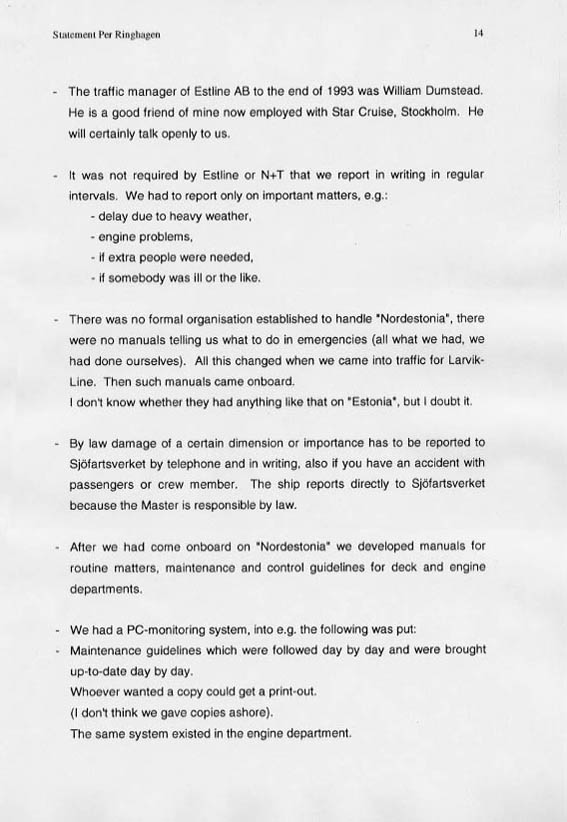 Statement Per Ringhagen 14
- The traffic manager of Estline AB to the end of 1993 was William Dumstead.
He is a good friend of mine now employed with Star Cruise, Stockholm. He
will certainly talk openly to us.
- It was not required by Estline or N+T that we report in writing in regular
intervals. We had to report only on important matters, e.g.:
- delay due to heavy weather,
- engine problems,
- if extra people were needed,
- if somebody was ill or the like.
- There was no formal organisation established to handle "Nordestonia", there
were no manuals telling us what to do in emergencies (all what we had, we
had done ourselves). All this changed when we came into traffic for Larvik-
Line. Then such manuals came onboard.
I don't know whether they had anything like that on "Estonia", but I doubt it.
- By law damage of a certain dimension or importance has to be reported to
Sjöfartsverket by telephone and in writing, also if you have an accident with
passengers or crew member. The ship reports directly to Sjöfartsverket
because the Master is responsible by law.
- After we had come onboard on "Nordestonia" we developed manuals for
routine matters, maintenance and control guidelines for deck and engine
departments.
- We had a PC-monitoring system, into e.g. the following was put:
- Maintenance guidelines which were followed day by day and were brought
up-to-date day by day.
Whoever wanted a copy could get a print-out.
(I don't think we gave copies ashore).
The same system existed in the engine department.